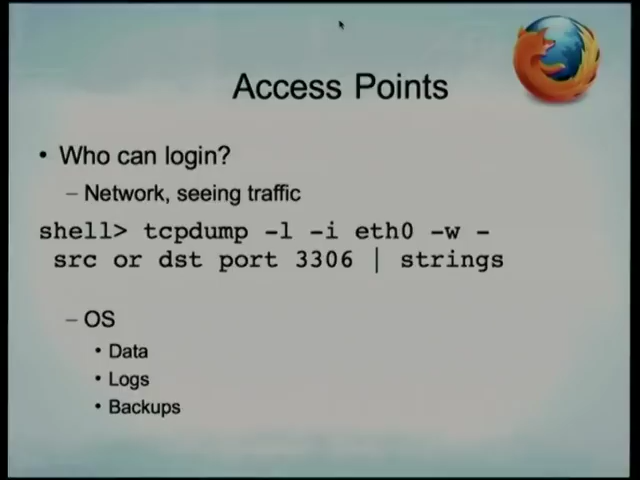 Access Points
• Who can login?
– Network, seeing traffic
shell> tcpdump -l -i eth0 -w -
src or dst port 3306 | strings
– OS
• Data
• Logs
• Backups